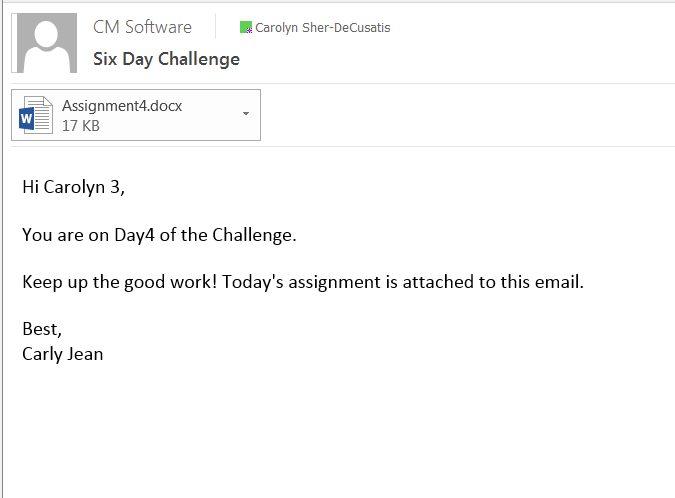 CM Software
Carolyn Sher-DeCusatis
Six Day Challenge
Assignment4.docx
W
17 KB
Hi Carolyn 3,
You are on Day4 of the Challenge.
Keep up the good work! Today's assignment is attached to this email.
Best,
Carly Jean